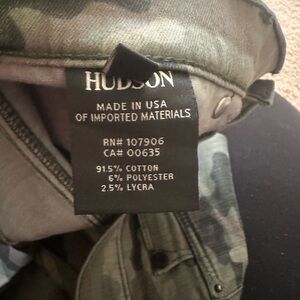 HUDSON
MADE IN USA
OF IMPORTED MATERIALS
RN# 107906
CA# 00635
91.5% COTTON
6% POLYESTER
2.5% LYCRA